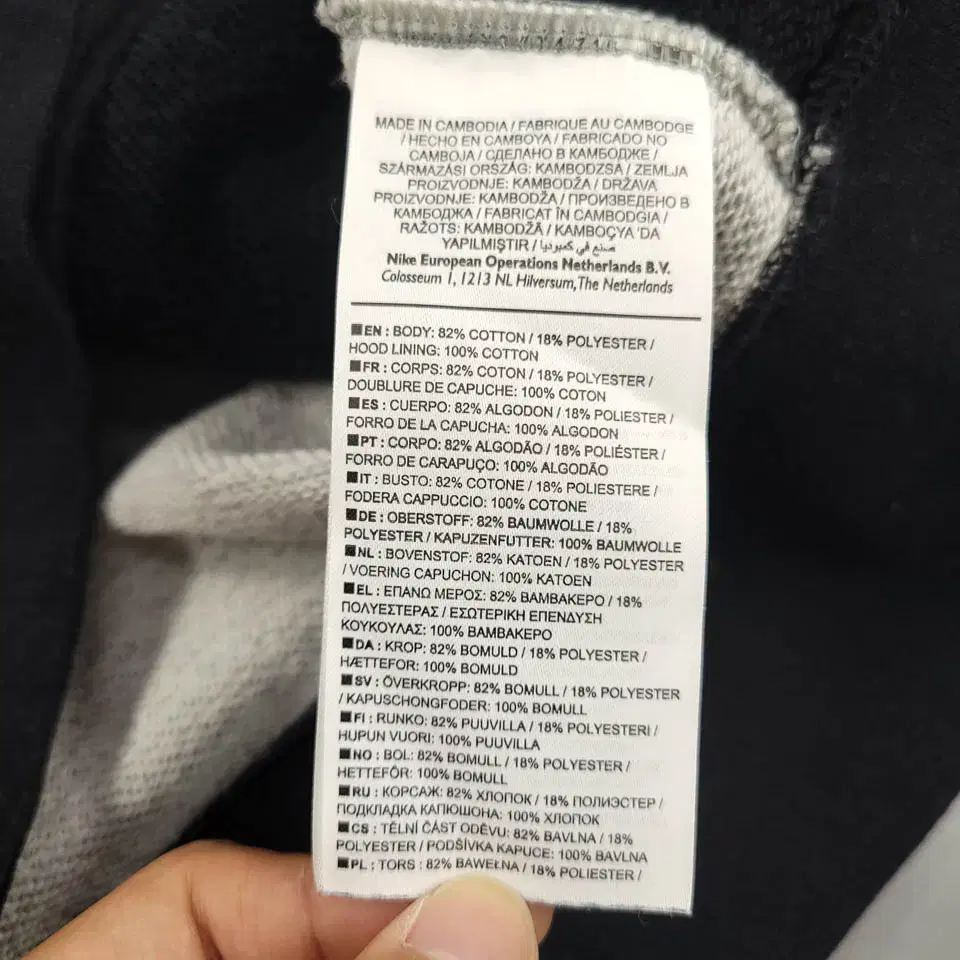 MADE IN CAMBODIA / FABRIQUE AU CAMBODGE
/ HECHO EN CAMBOYA / FABRICADO NO
CAMBOJA / СДЕЛАНО В КАМБОДЖЕ /
SZÁRMAZÁSI ORSZÁG: KAMBODZSA / ZEMLJA
PROIZVODNJE: KAMBODŽA / DRŽAVA
PROIZVODNJE: KAMBODŽA / ПРОИЗВЕДЕНО В
КАМБОДЖА / FABRICAT ÎN CAMBODGIA /
RAŽOTS: KAMBODŽĀ / KAMBOÇYA 'DA
YAPILMIŞTIR / صنع في كمبوديا
Nike European Operations Netherlands B.V.
Colosseum 1, 1213 NL Hilversum, The Netherlands
EN : BODY: 82% COTTON / 18% POLYESTER /
HOOD LINING: 100% COTTON
FR : CORPS: 82% COTON / 18% POLYESTER /
DOUBLURE DE CAPUCHE: 100% COTON
ES : CUERPO: 82% ALGODON / 18% POLIESTER /
FORRO DE LA CAPUCHA: 100% ALGODON
PT : CORPO: 82% ALGODÃO / 18% POLIÉSTER /
FORRO DE CARAPUÇO: 100% ALGODÃO
IT : BUSTO: 82% COTONE / 18% POLIESTERE /
FODERA CAPPUCCIO: 100% COTONE
DE : OBERSTOFF: 82% BAUMWOLLE / 18%
POLYESTER / KAPUZENFUTTER: 100% BAUMWOLLE
NL : BOVENSTOF: 82% KATOEN / 18% POLYESTER
/ VOERING CAPUCHON: 100% KATOEN
EL : ΕΠΑΝΩ ΜΕΡΟΣ: 82% ΒΑΜΒΑΚΕΡΟ / 18%
ΠΟΛΥΕΣΤΕΡΑΣ / ΕΣΩΤΕΡΙΚΗ ΕΠΕΝΔΥΣΗ
ΚΟΥΚΟΥΛΑΣ: 100% ΒΑΜΒΑΚΕΡΟ
DA : KROP: 82% BOMULD / 18% POLYESTER /
HÆTTEFOR: 100% BOMULD
SV : ÖVERKROPP: 82% BOMULL / 18% POLYESTER
/ KAPUSCHONGFODER: 100% BOMULL
FI : RUNKO: 82% PUUVILLA / 18% POLYESTERI /
HUPUN VUORI: 100% PUUVILLA
NO : BOL: 82% BOMULL / 18% POLYESTER /
HETTEFÔR: 100% BOMULL
RU : КОРСАЖ: 82% ХЛОПОК / 18% ПОЛИЭСТЕР /
ПОДКЛАДКА КАПЮШОНА: 100% ХЛОПОК
CS : TĚLNÍ ČÁST ODĚVU: 82% BAVLNA / 18%
POLYESTER / PODŠÍVKA KAPUCE: 100% BAVLNA
PL : TORS : 82% BAWEŁNA / 18% POLYESTER /